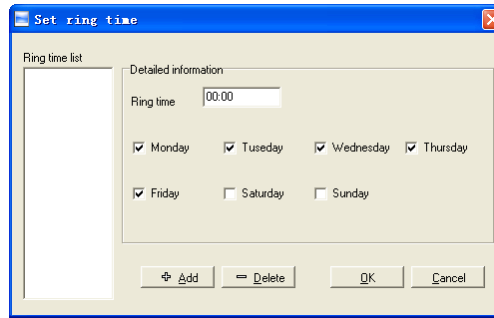 Set ring time
Ring time list
Detailed information
Ring time 00:00
Monday Tuseday Wednesday Thursday
Friday Saturday Sunday
Add Delete OK Cancel